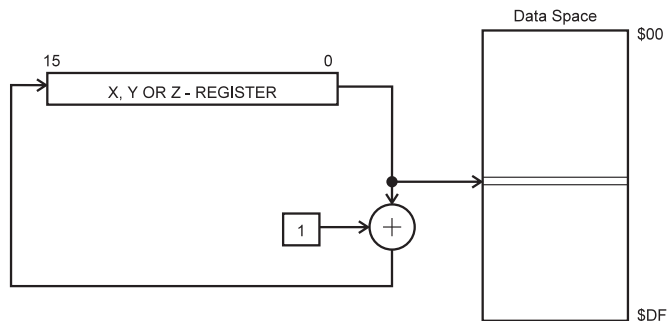 Data Space
$00
15 0
X, Y OR Z - REGISTER
1
+
$DF